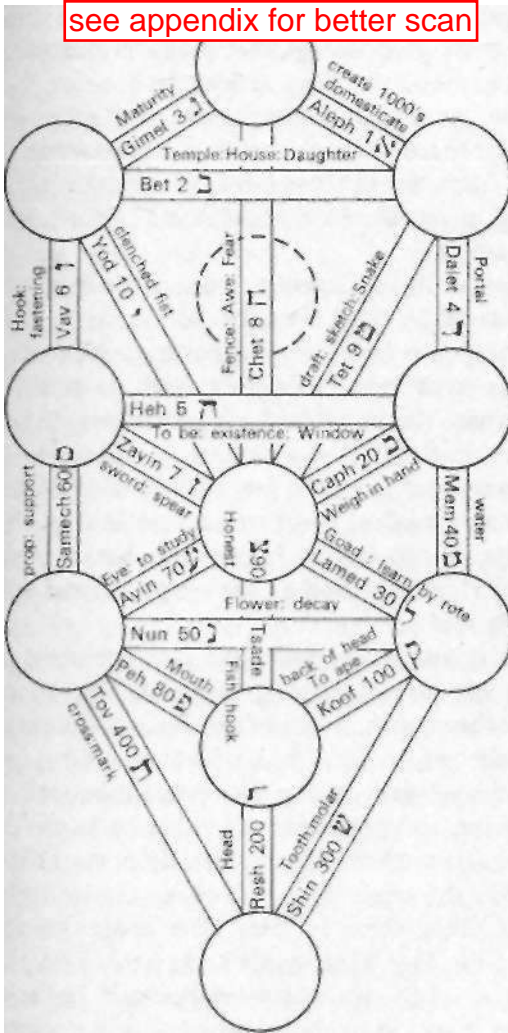 see appendix for better scan
Maturity
Gimel 3 ג
create 1000's
domesticate
Aleph 1 א
Temple: House: Daughter
Bet 2 ב
Hook:
fastening
Vav 6 ו
clenched fist
Yod 10 י
Fence: Awe: Fear
Chet 8 ח
draft: sketch: Snake
Tet 9 ט
Portal
Dalet 4 ד
Heh 5 ה
To be: existence: Window
Zayin 7 ז
sword: spear
Caph 20 כ
Weigh in hand
prop: support
Samech 60 ס
water
Mem 40 מ
Honest
צ 90
Tsade
Fish hook
Eye: to study
Ayin 70 ע
Goad: learn by rote
Lamed 30 ל
Flower: decay
Nun 50 נ
Mouth
Peh 80 פ
back of head
To ape
Koof 100 ק
Tov 400 ת
cross mark
Head
Resh 200 ר
Tooth: molar
Shin 300 ש